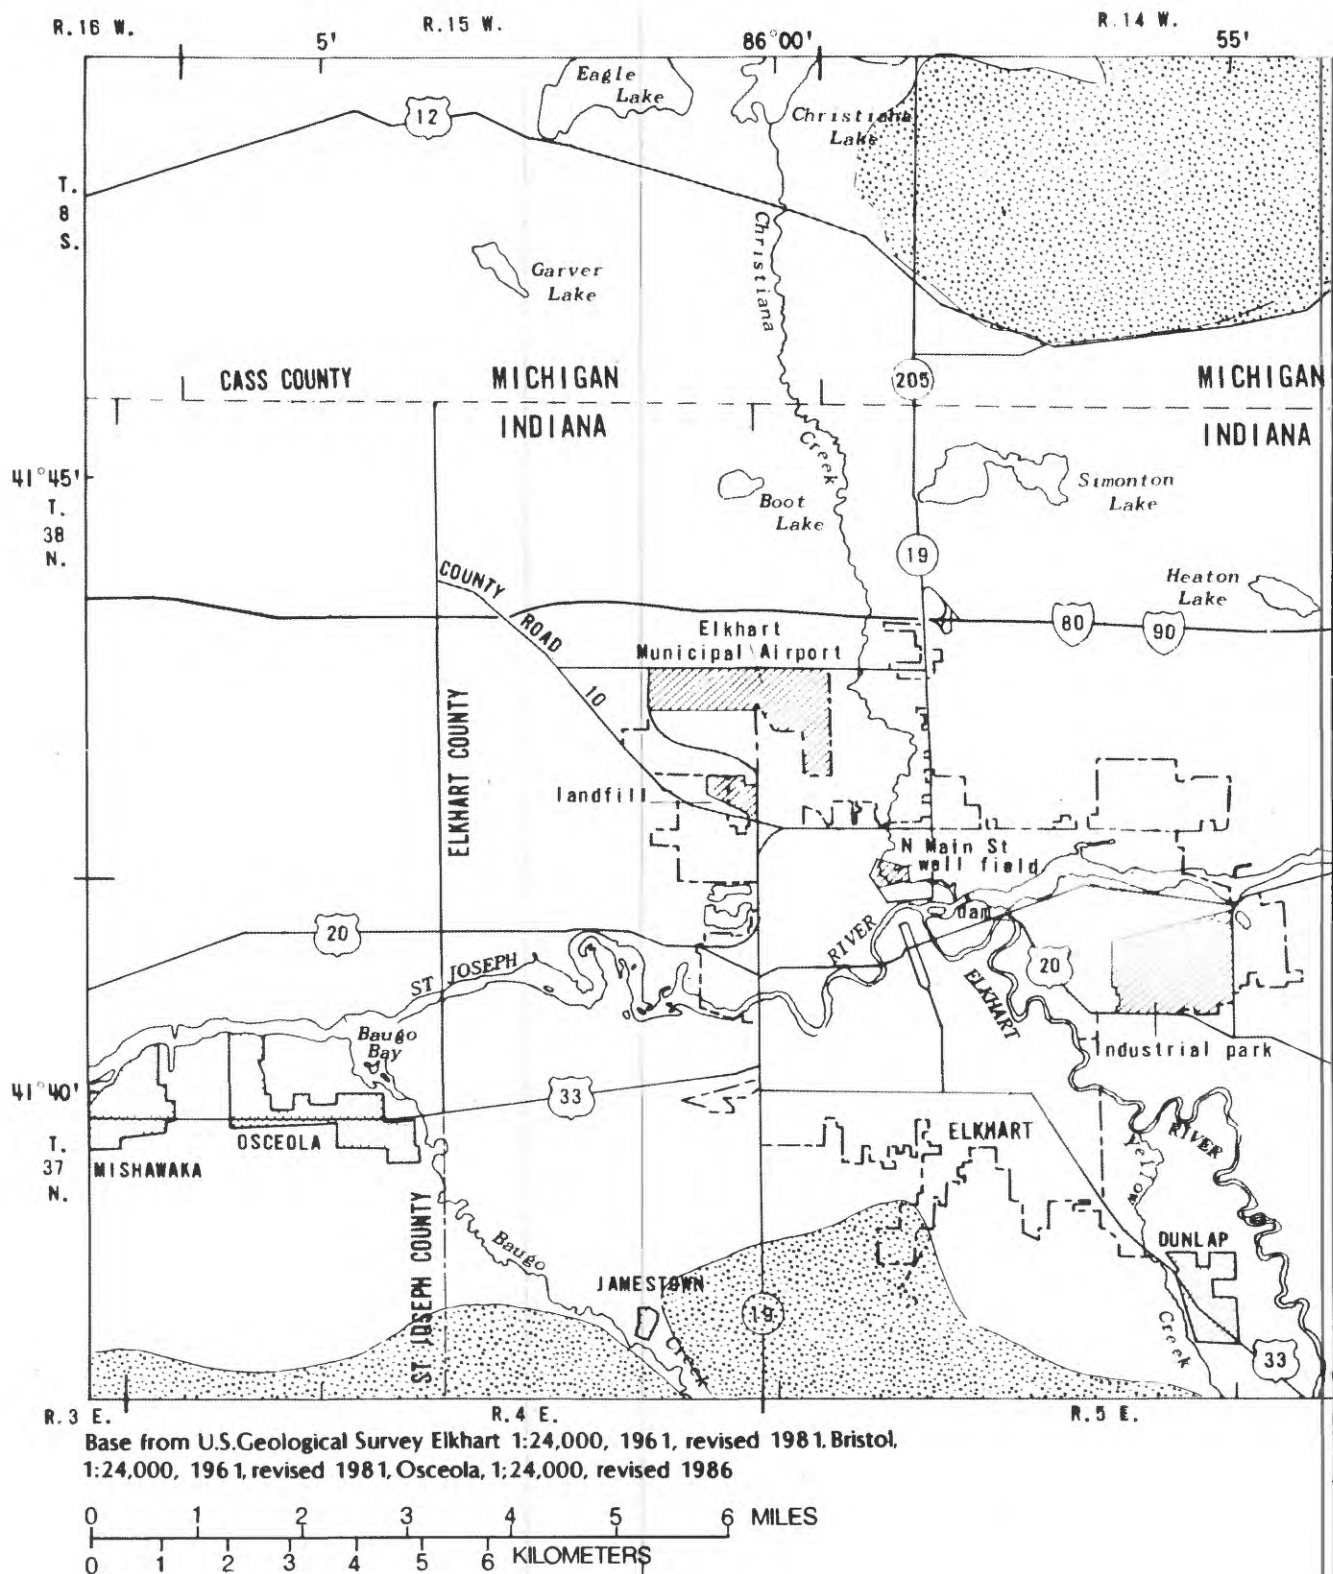 R.16 W.
5'
R.15 W.
86°00'
R.14 W.
55'
Eagle
Lake
12
Christiana
Lake
T.
8
S.
Christiana
Garver
Lake
CASS COUNTY
MICHIGAN
205
MICHIGAN
INDIANA
INDIANA
Creek
41°45'
T.
38
N.
Boot
Lake
Simonton
Lake
19
COUNTY
ROAD
10
Heaton
Lake
80
90
Elkhart
Municipal Airport
ELKHART COUNTY
landfill
N Main St
well field
dam
20
RIVER
ST JOSEPH
ELKHART
20
Baugo
Bay
Industrial park
41°40'
33
OSCEOLA
ELKHART
RIVER
T.
37
N.
MISHAWAKA
Yellow
ST JOSEPH COUNTY
Baugo
DUNLAP
JAMESTOWN
19
Creek
Creek
33
R.3 E.
R.4 E.
R.5 E.
Base from U.S.Geological Survey Elkhart 1:24,000, 1961, revised 1981. Bristol,
1:24,000, 1961, revised 1981, Osceola, 1;24,000, revised 1986
0 1 2 3 4 5 6 MILES
0 1 2 3 4 5 6 KILOMETERS